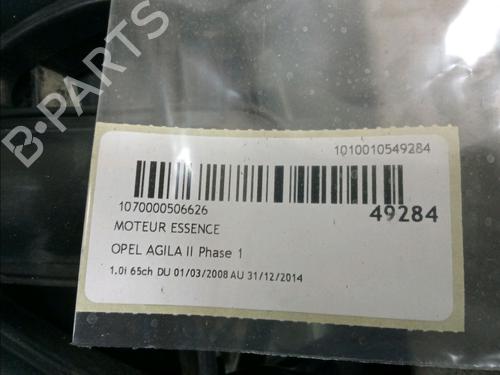 B-PARTS
1010010549284
1070000506626
49284
MOTEUR ESSENCE
OPEL AGILA II Phase 1
1.0i 65ch DU 01/03/2008 AU 31/12/2014